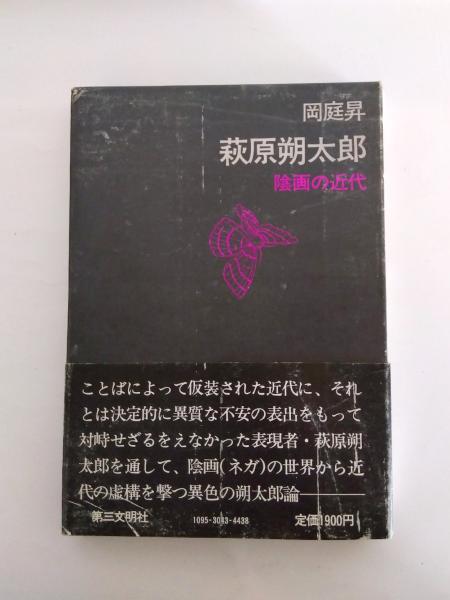 岡庭昇
萩原朔太郎
陰画の近代
ことばによって仮装された近代に、それ
とは決定的に異質な不安の表出をもって
対峙せざるをえなかった表現者・萩原朔
太郎を通して、陰画(ネガ)の世界から近
代の虚構を撃つ異色の朔太郎論――
第三文明社
1095-3043-4438
定価1900円